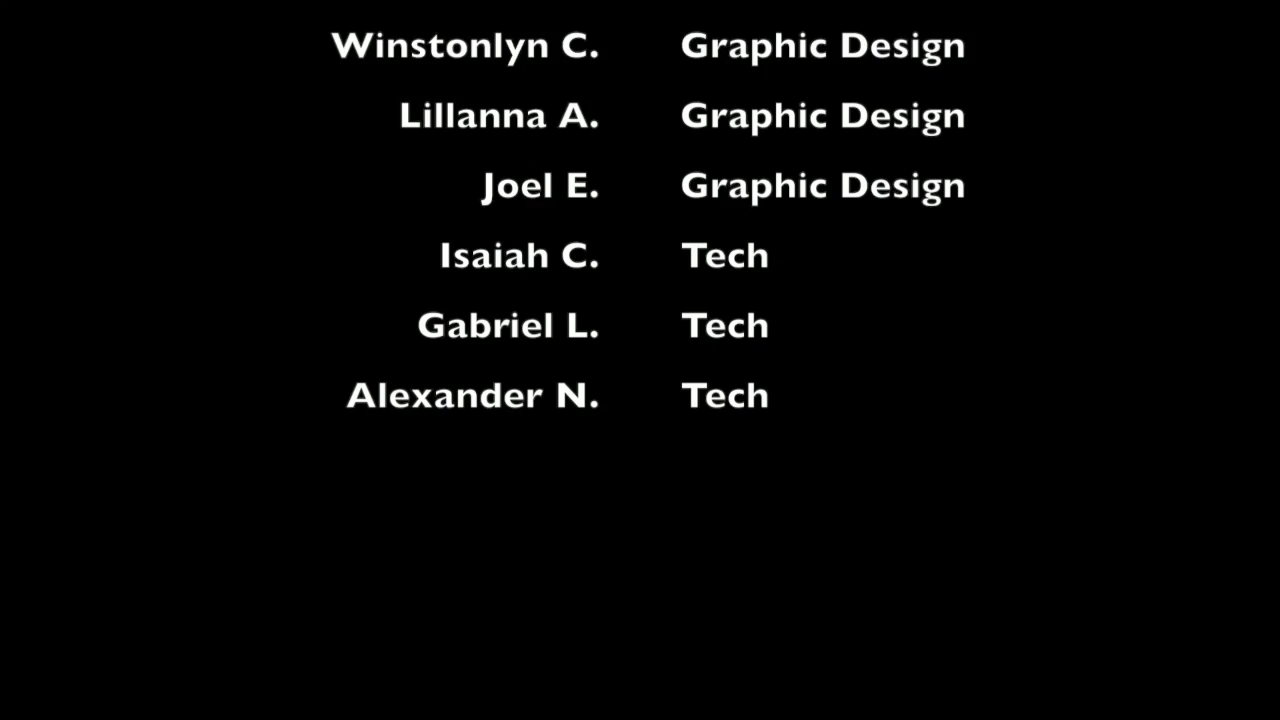 Winstonlyn C. Graphic Design
Lillanna A. Graphic Design
Joel E. Graphic Design
Isaiah C. Tech
Gabriel L. Tech
Alexander N. Tech